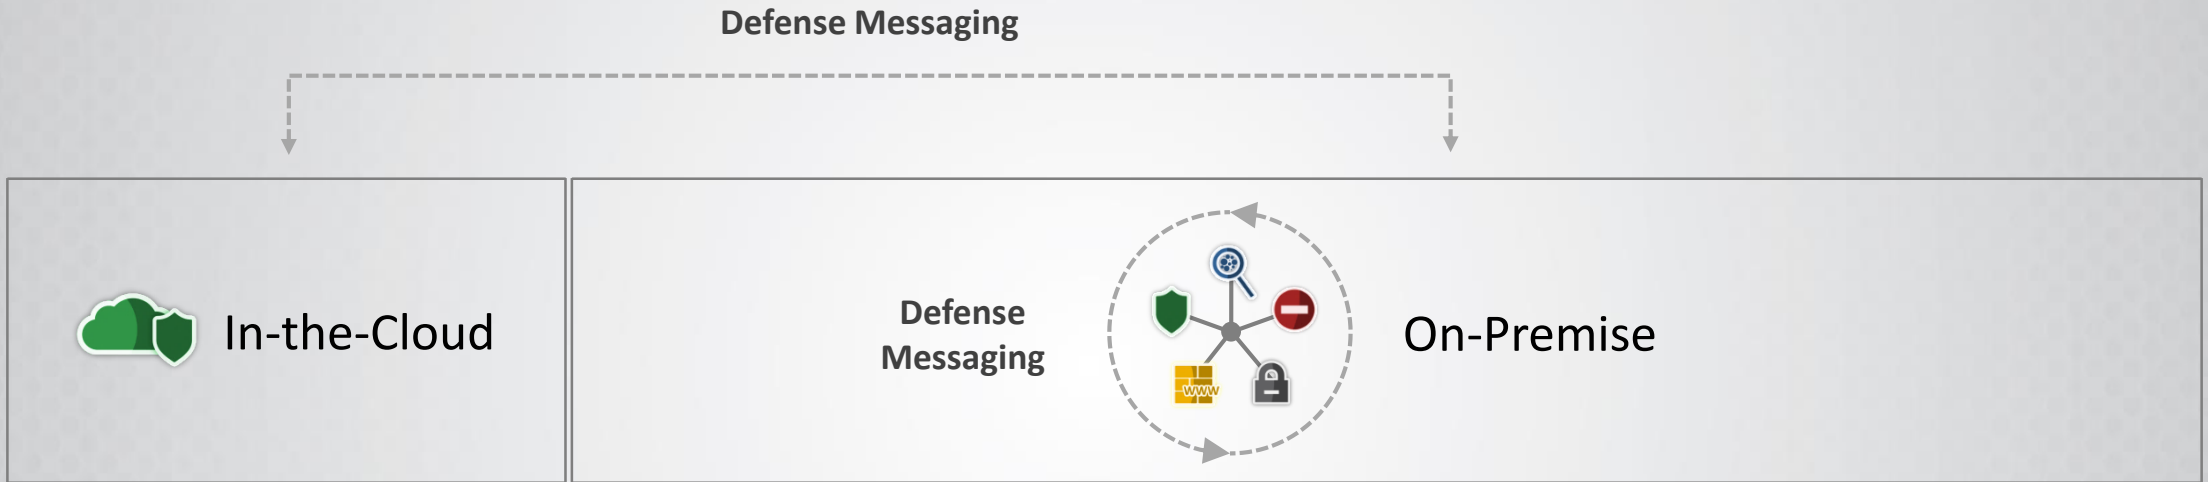 Defense Messaging
In-the-Cloud
Defense
Messaging
www
On-Premise